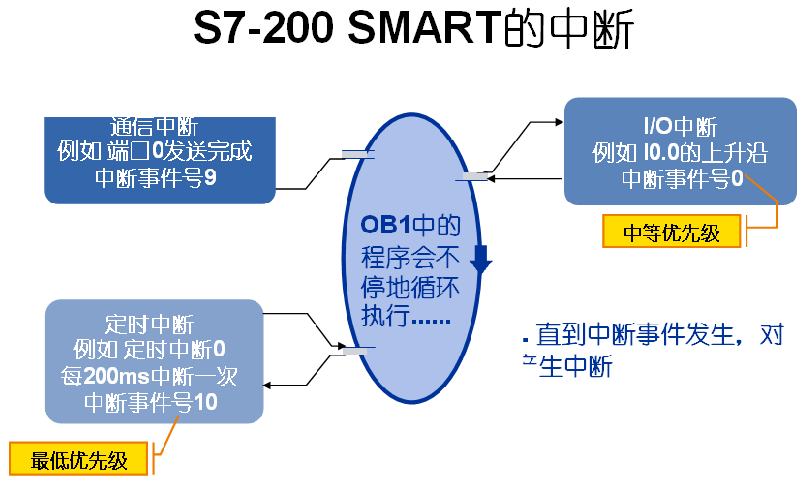 S7-200 SMART的中断
通信中断
例如 端口0发送完成
中断事件号9
I/O中断
例如 I0.0的上升沿
中断事件号0
中等优先级
OB1中的
程序会不
停地循环
执行......
定时中断
例如 定时中断0
每200ms中断一次
中断事件号10
最低优先级
. 直到中断事件发生，对
生中断